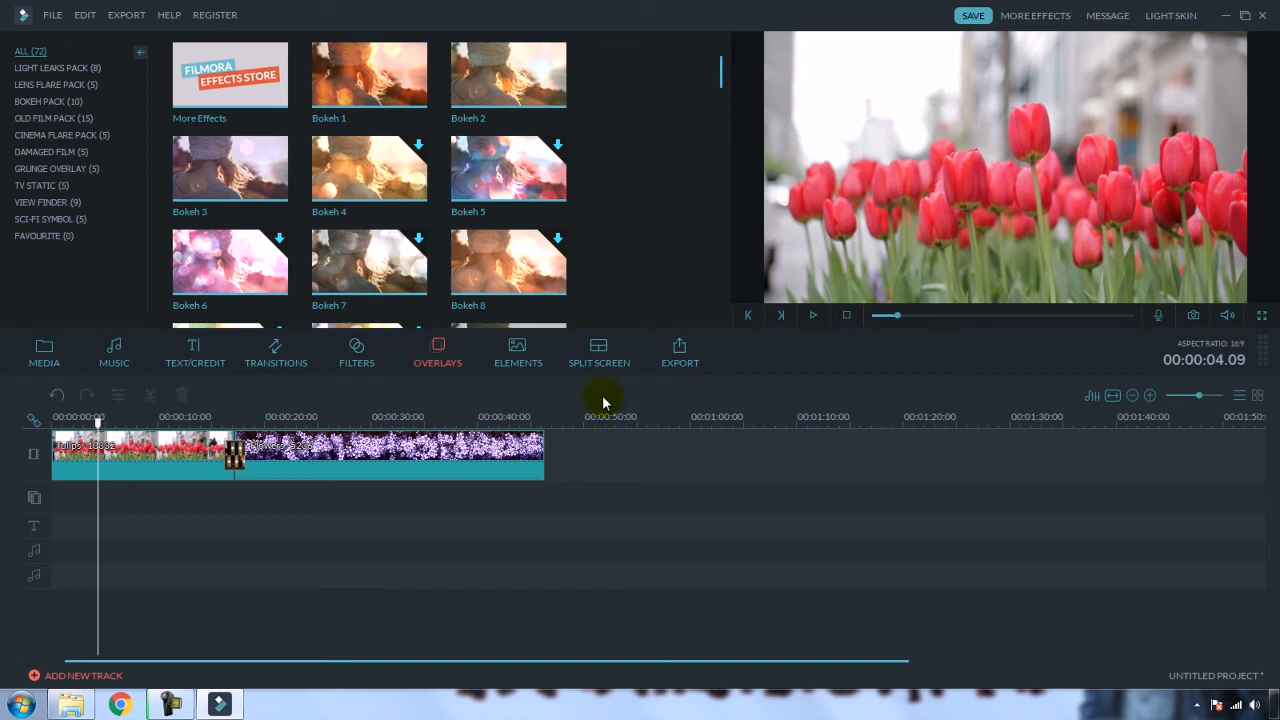 FILE EDIT EXPORT HELP REGISTER SAVE MORE EFFECTS MESSAGE LIGHT SKIN
ALL (72)
LIGHT LEAKS PACK (8)
LENS FLARE PACK (5)
BOKEH PACK (10)
OLD FILM PACK (15)
CINEMA FLARE PACK (5)
DAMAGED FILM (5)
GRUNGE OVERLAY (5)
TV STATIC (5)
VIEW FINDER (9)
SCI-FI SYMBOL (5)
FAVOURITE (0)
FILMORA
EFFECTS STORE
More Effects Bokeh 1 Bokeh 2
Bokeh 3 Bokeh 4 Bokeh 5
Bokeh 6 Bokeh 7 Bokeh 8
MEDIA MUSIC TEXT/CREDIT TRANSITIONS FILTERS OVERLAYS ELEMENTS SPLIT SCREEN EXPORT
ASPECT RATIO: 16:9
00:00:04.09
00:00:00:00 00:00:10:00 00:00:20:00 00:00:30:00 00:00:40:00 00:00:50:00 00:01:00:00 00:01:10:00 00:01:20:00 00:01:30:00 00:01:40:00 00:01:50:
ADD NEW TRACK UNTITLED PROJECT *